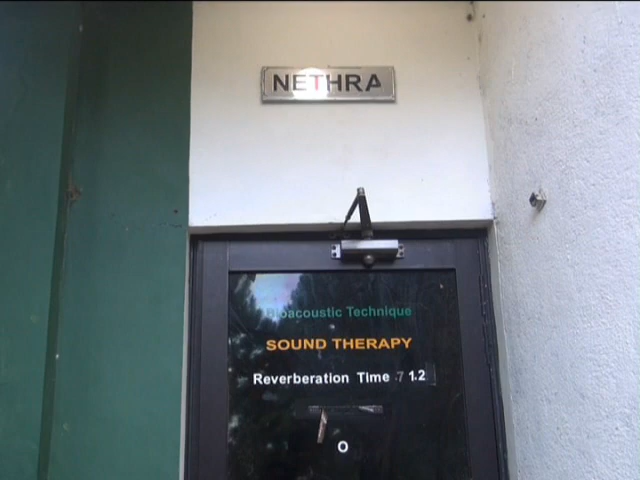 NETHRA
Bioacoustic Technique
SOUND THERAPY
Reverberation Time 1.2
O